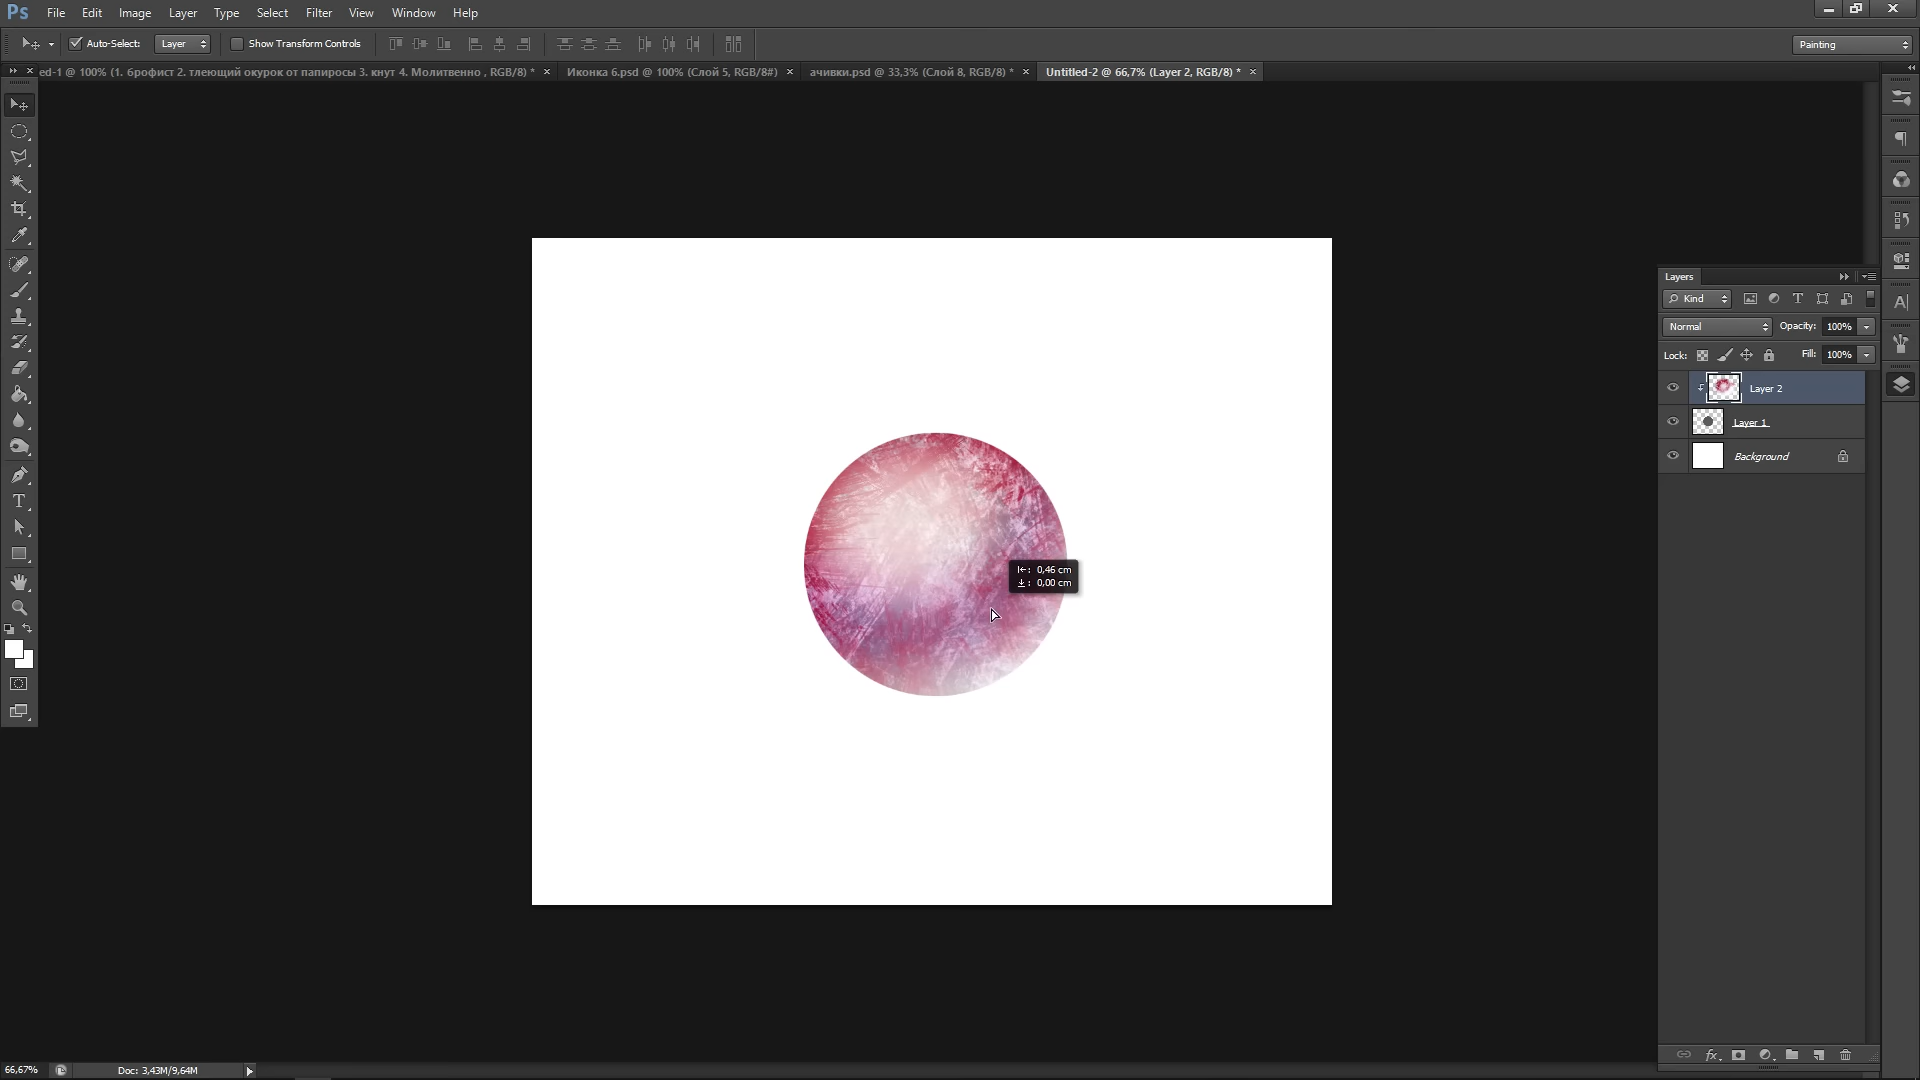 Ps File Edit Image Layer Type Select Filter View Window Help
Auto-Select: Layer Show Transform Controls Painting
ed-1 @ 100% (1. брофист 2. тлеющий окурок от папиросы 3. кнут 4. Молитвенно , RGB/8) * × Иконка 6.psd @ 100% (Слой 5, RGB/8#) × ачивки.psd @ 33,3% (Слой 8, RGB/8) * × Untitled-2 @ 66,7% (Layer 2, RGB/8) * ×
Layers
Kind
Normal Opacity: 100%
Lock: Fill: 100%
Layer 2
Layer 1
Background
0,46 cm
0,00 cm
66,67% Doc: 3,43M/9,64M